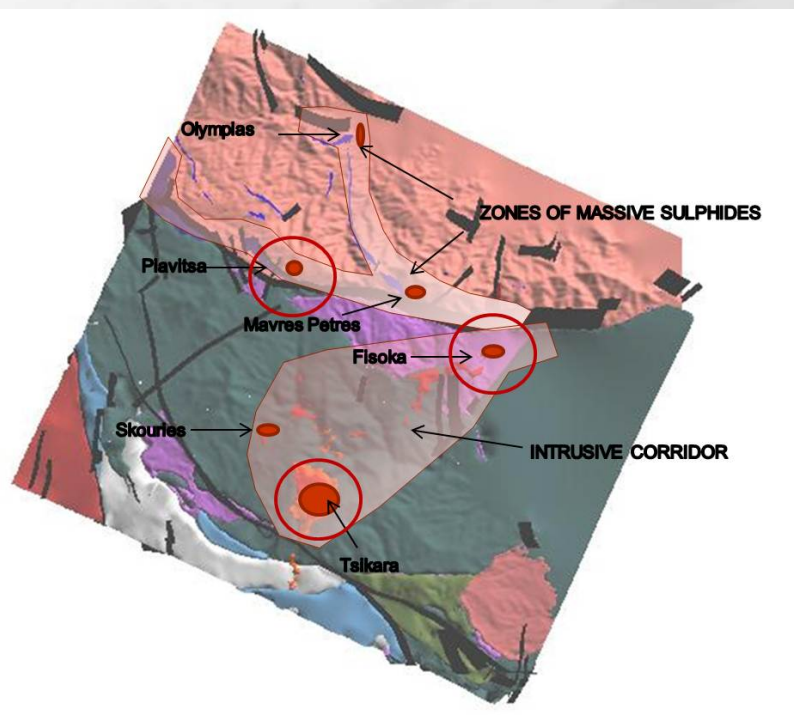 Olympias
ZONES OF MASSIVE SULPHIDES
Piavitsa
Mavres Petres
Fisoka
Skouries
INTRUSIVE CORRIDOR
Tsikara